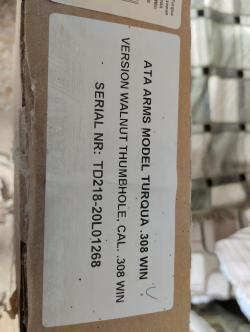 ATA ARMS MODEL TURQUA .308 WIN
VERSION WALNUT THUMBHOLE, CAL. .308 WIN
SERIAL NR: TD218-20L01268